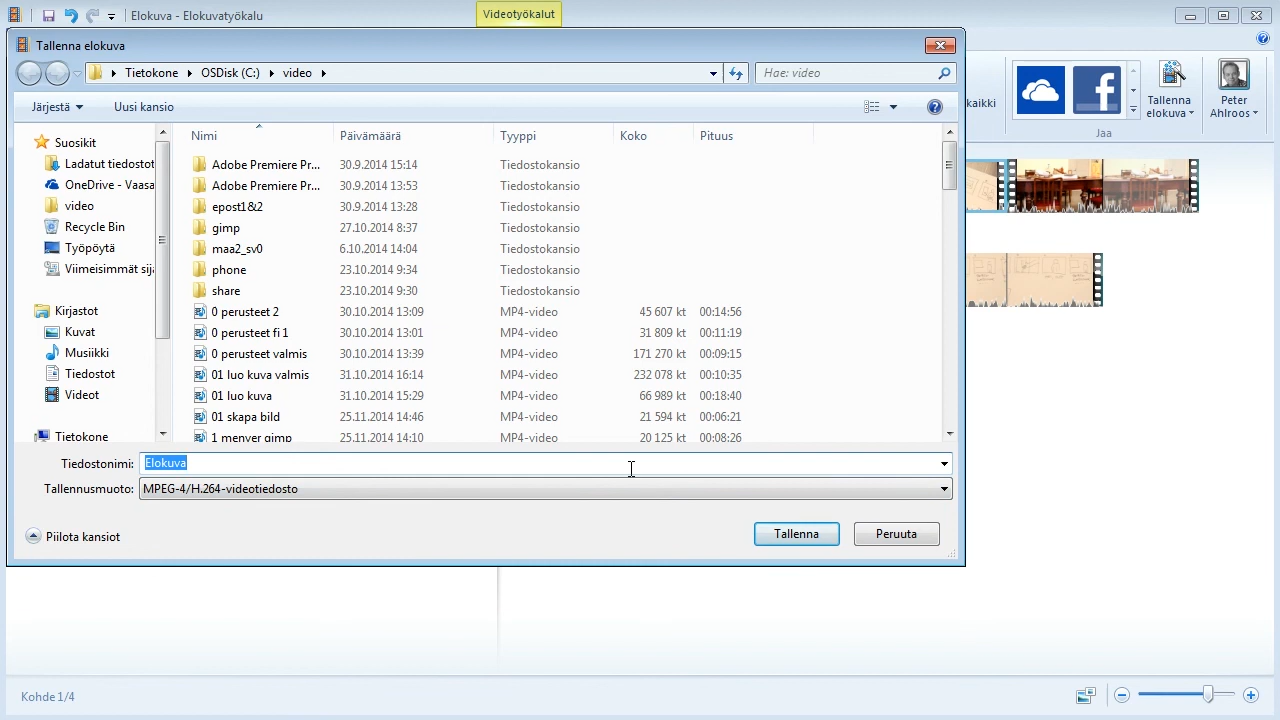 Elokuva - Elokuvatyökalu
Videotyökalut
Tallenna elokuva
Tietokone
OSDisk (C:)
video
Hae: video
Järjestä
Uusi kansio
kaikki
Tallenna elokuva
Peter Ahlroos
Jaa
Suosikit
Ladatut tiedostot
OneDrive - Vaasa
video
Recycle Bin
Työpöytä
Viimeisimmät sij
Kirjastot
Kuvat
Musiikki
Tiedostot
Videot
Tietokone
Nimi Päivämäärä Tyyppi Koko Pituus
Adobe Premiere Pr... 30.9.2014 15:14 Tiedostokansio
Adobe Premiere Pr... 30.9.2014 13:53 Tiedostokansio
epost1&2 30.9.2014 13:28 Tiedostokansio
gimp 27.10.2014 8:37 Tiedostokansio
maa2_sv0 6.10.2014 14:04 Tiedostokansio
phone 23.10.2014 9:34 Tiedostokansio
share 23.10.2014 9:30 Tiedostokansio
0 perusteet 2 30.10.2014 13:09 MP4-video 45 607 kt 00:14:56
0 perusteet fi 1 30.10.2014 13:01 MP4-video 31 809 kt 00:11:19
0 perusteet valmis 30.10.2014 13:39 MP4-video 171 270 kt 00:09:15
01 luo kuva valmis 31.10.2014 16:14 MP4-video 232 078 kt 00:10:35
01 luo kuva 31.10.2014 15:29 MP4-video 66 989 kt 00:18:40
01 skapa bild 25.11.2014 14:46 MP4-video 21 594 kt 00:06:21
1 menyer gimp 25.11.2014 14:10 MP4-video 20 125 kt 00:08:26
Tiedostonimi: Elokuva
Tallennusmuoto: MPEG-4/H.264-videotiedosto
Piilota kansiot
Tallenna
Peruuta
Kohde 1/4